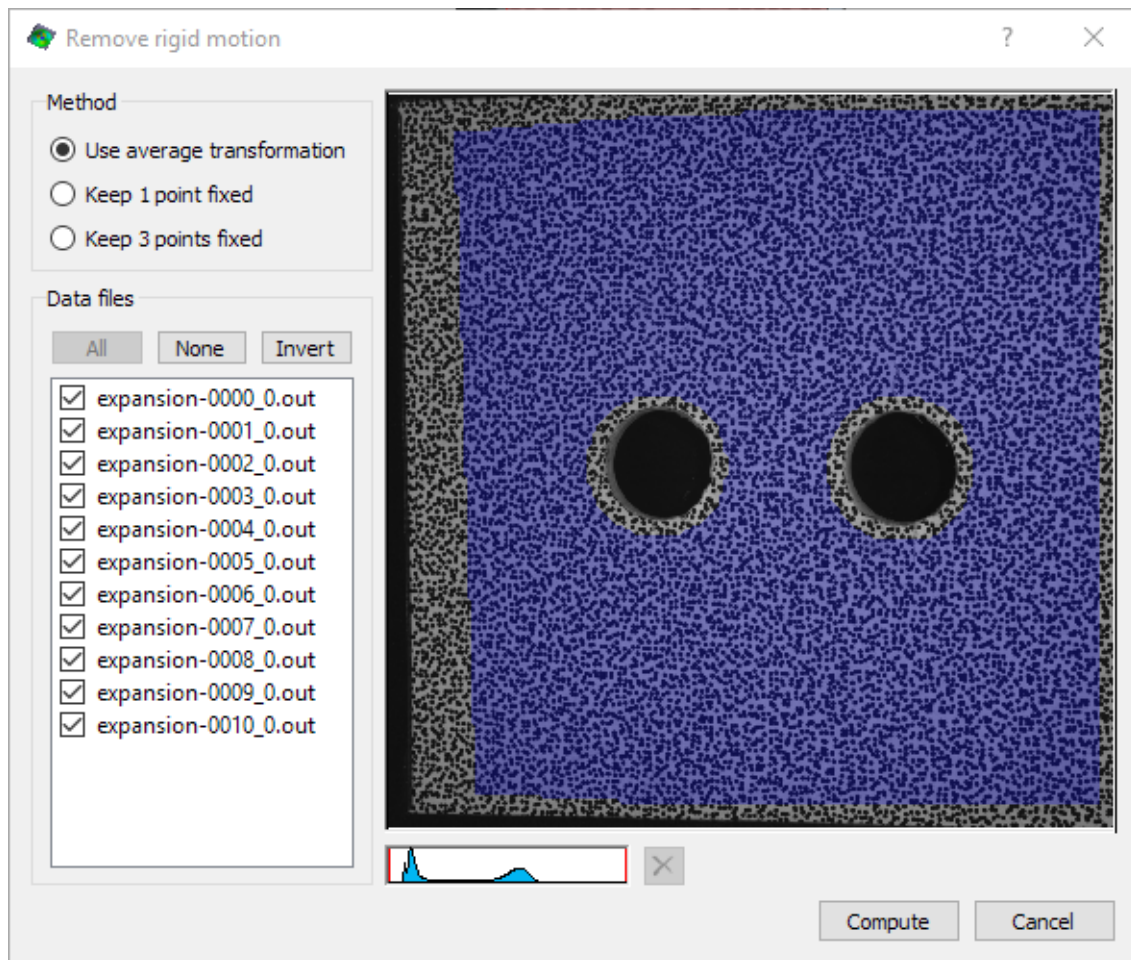 Remove rigid motion
Method
Use average transformation
Keep 1 point fixed
Keep 3 points fixed
Data files
All None Invert
expansion-0000_0.out
expansion-0001_0.out
expansion-0002_0.out
expansion-0003_0.out
expansion-0004_0.out
expansion-0005_0.out
expansion-0006_0.out
expansion-0007_0.out
expansion-0008_0.out
expansion-0009_0.out
expansion-0010_0.out
Compute Cancel